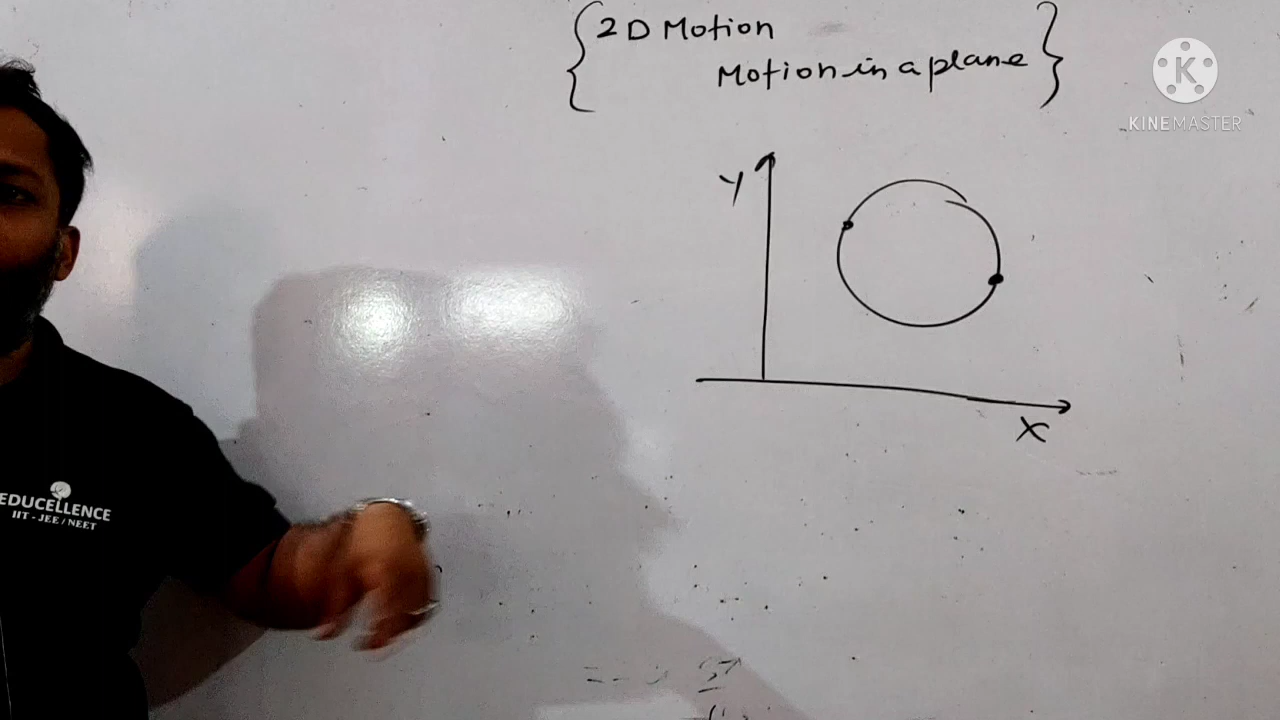 2D Motion
Motion in a plane
K
KINEMASTER
Y
X
EDUCELLENCE
IIT - JEE / NEET